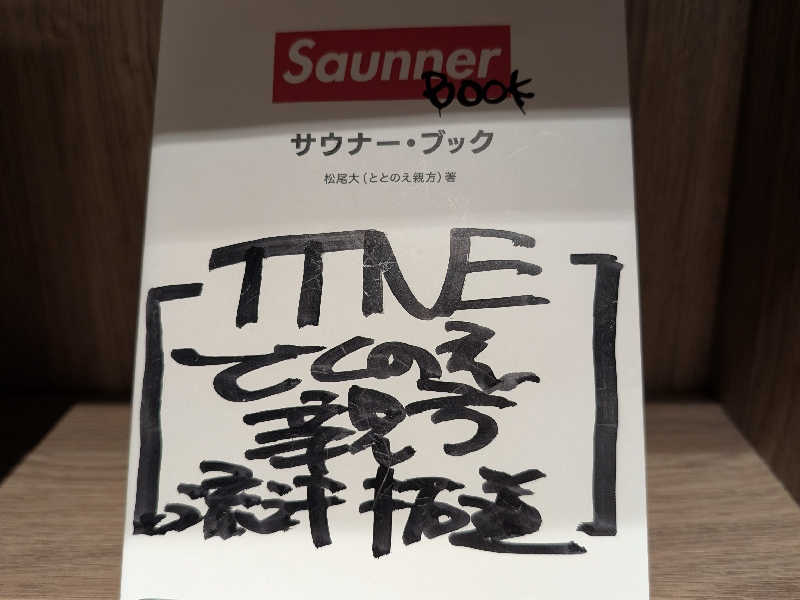 Saunner
BOOK
サウナー・ブック
松尾大(ととのえ親方)著
TTNE
ととのえ
親方